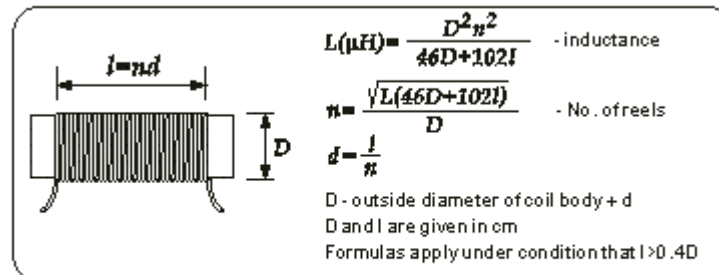 L(μH)= D²n² / 46D+102l - inductance
l=nd
n= √L(46D+102l) / D - No. of reels
D
d= l / n
D - outside diameter of coil body + d
D and l are given in cm
Formulas apply under condition that l>0.4D